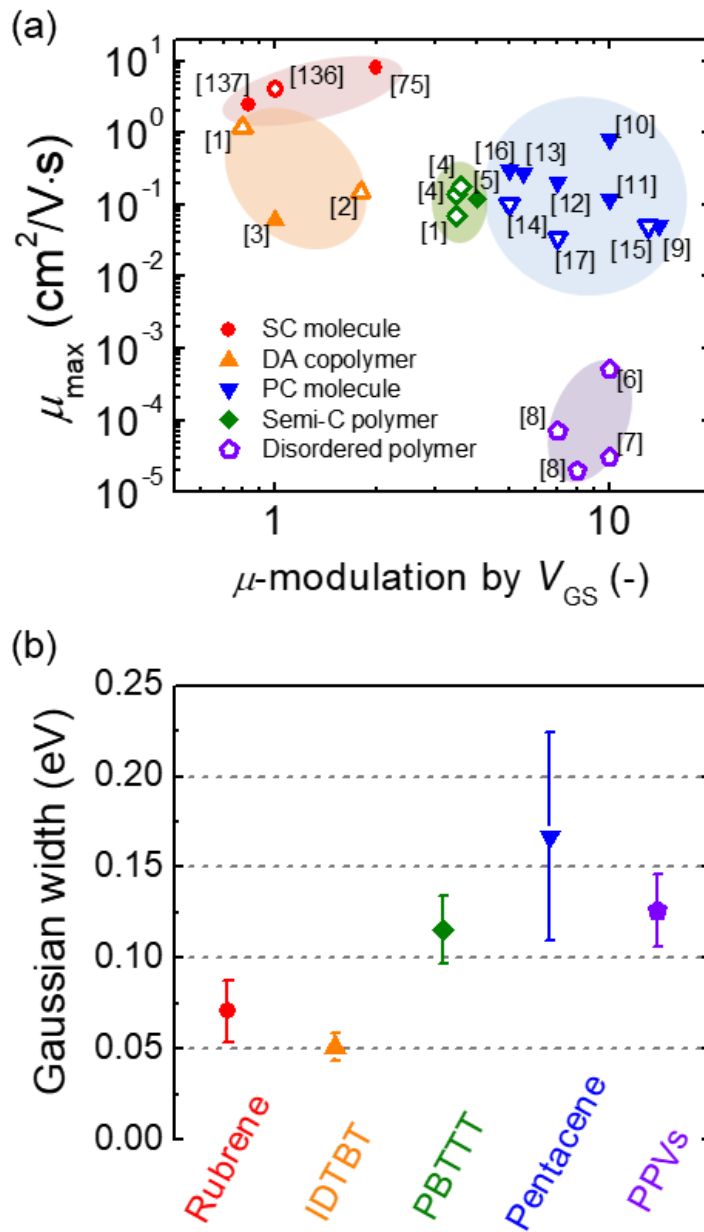 (a)
μmax (cm²/V·s)
10¹
10⁰
10⁻¹
10⁻²
10⁻³
10⁻⁴
10⁻⁵
[137]
[136]
[75]
[1]
[2]
[3]
[4]
[4]
[5]
[1]
[16]
[13]
[10]
[14]
[12]
[11]
[17]
[15]
[9]
SC molecule
DA copolymer
PC molecule
Semi-C polymer
Disordered polymer
[6]
[8]
[7]
[8]
1
10
μ-modulation by VGS (-)
(b)
Gaussian width (eV)
0.25
0.20
0.15
0.10
0.05
0.00
Rubrene
IDTBT
PBTTT
Pentacene
PPVs